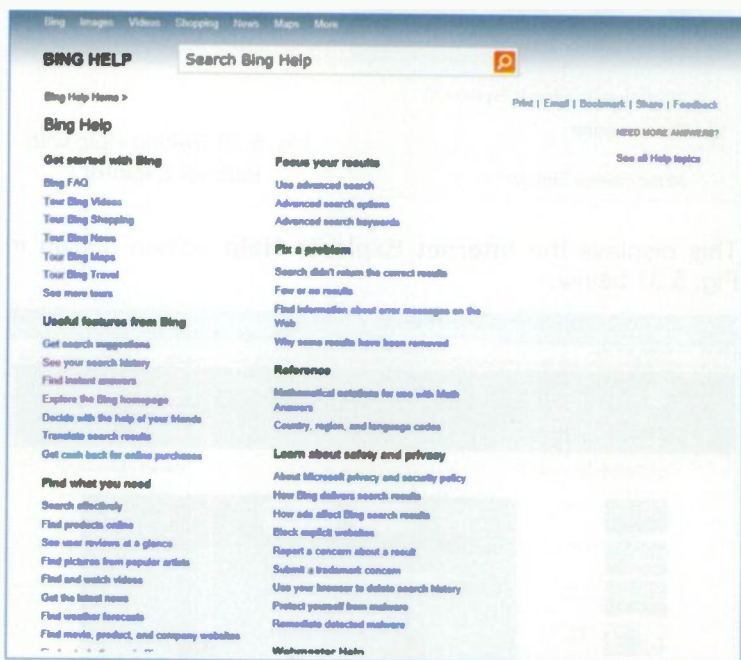 Bing Images Videos Shopping News Maps More
BING HELP
Search Bing Help
Bing Help Home >
Print | Email | Bookmark | Share | Feedback
Bing Help
NEED MORE ANSWERS?
See all Help topics
Get started with Bing
Bing FAQ
Tour Bing Videos
Tour Bing Shopping
Tour Bing News
Tour Bing Maps
Tour Bing Travel
See more tours
Useful features from Bing
Get search suggestions
See your search history
Find instant answers
Explore the Bing homepage
Decide with the help of your friends
Translate search results
Get cash back for online purchases
Find what you need
Search effectively
Find products online
See user reviews at a glance
Find pictures from popular artists
Find and watch videos
Get the latest news
Find weather forecasts
Find movie, product, and company websites
Focus your results
Use advanced search
Advanced search options
Advanced search keywords
Fix a problem
Search didn't return the correct results
Few or no results
Find information about error messages on the
Web
Why some results have been removed
Reference
Mathematical notations for use with Math
Answers
Country, region, and language codes
Learn about safety and privacy
About Microsoft privacy and security policy
How Bing delivers search results
How ads affect Bing search results
Block explicit websites
Report a concern about a result
Submit a trademark concern
Use your browser to delete search history
Protect yourself from malware
Remediate detected malware
Webmaster Help